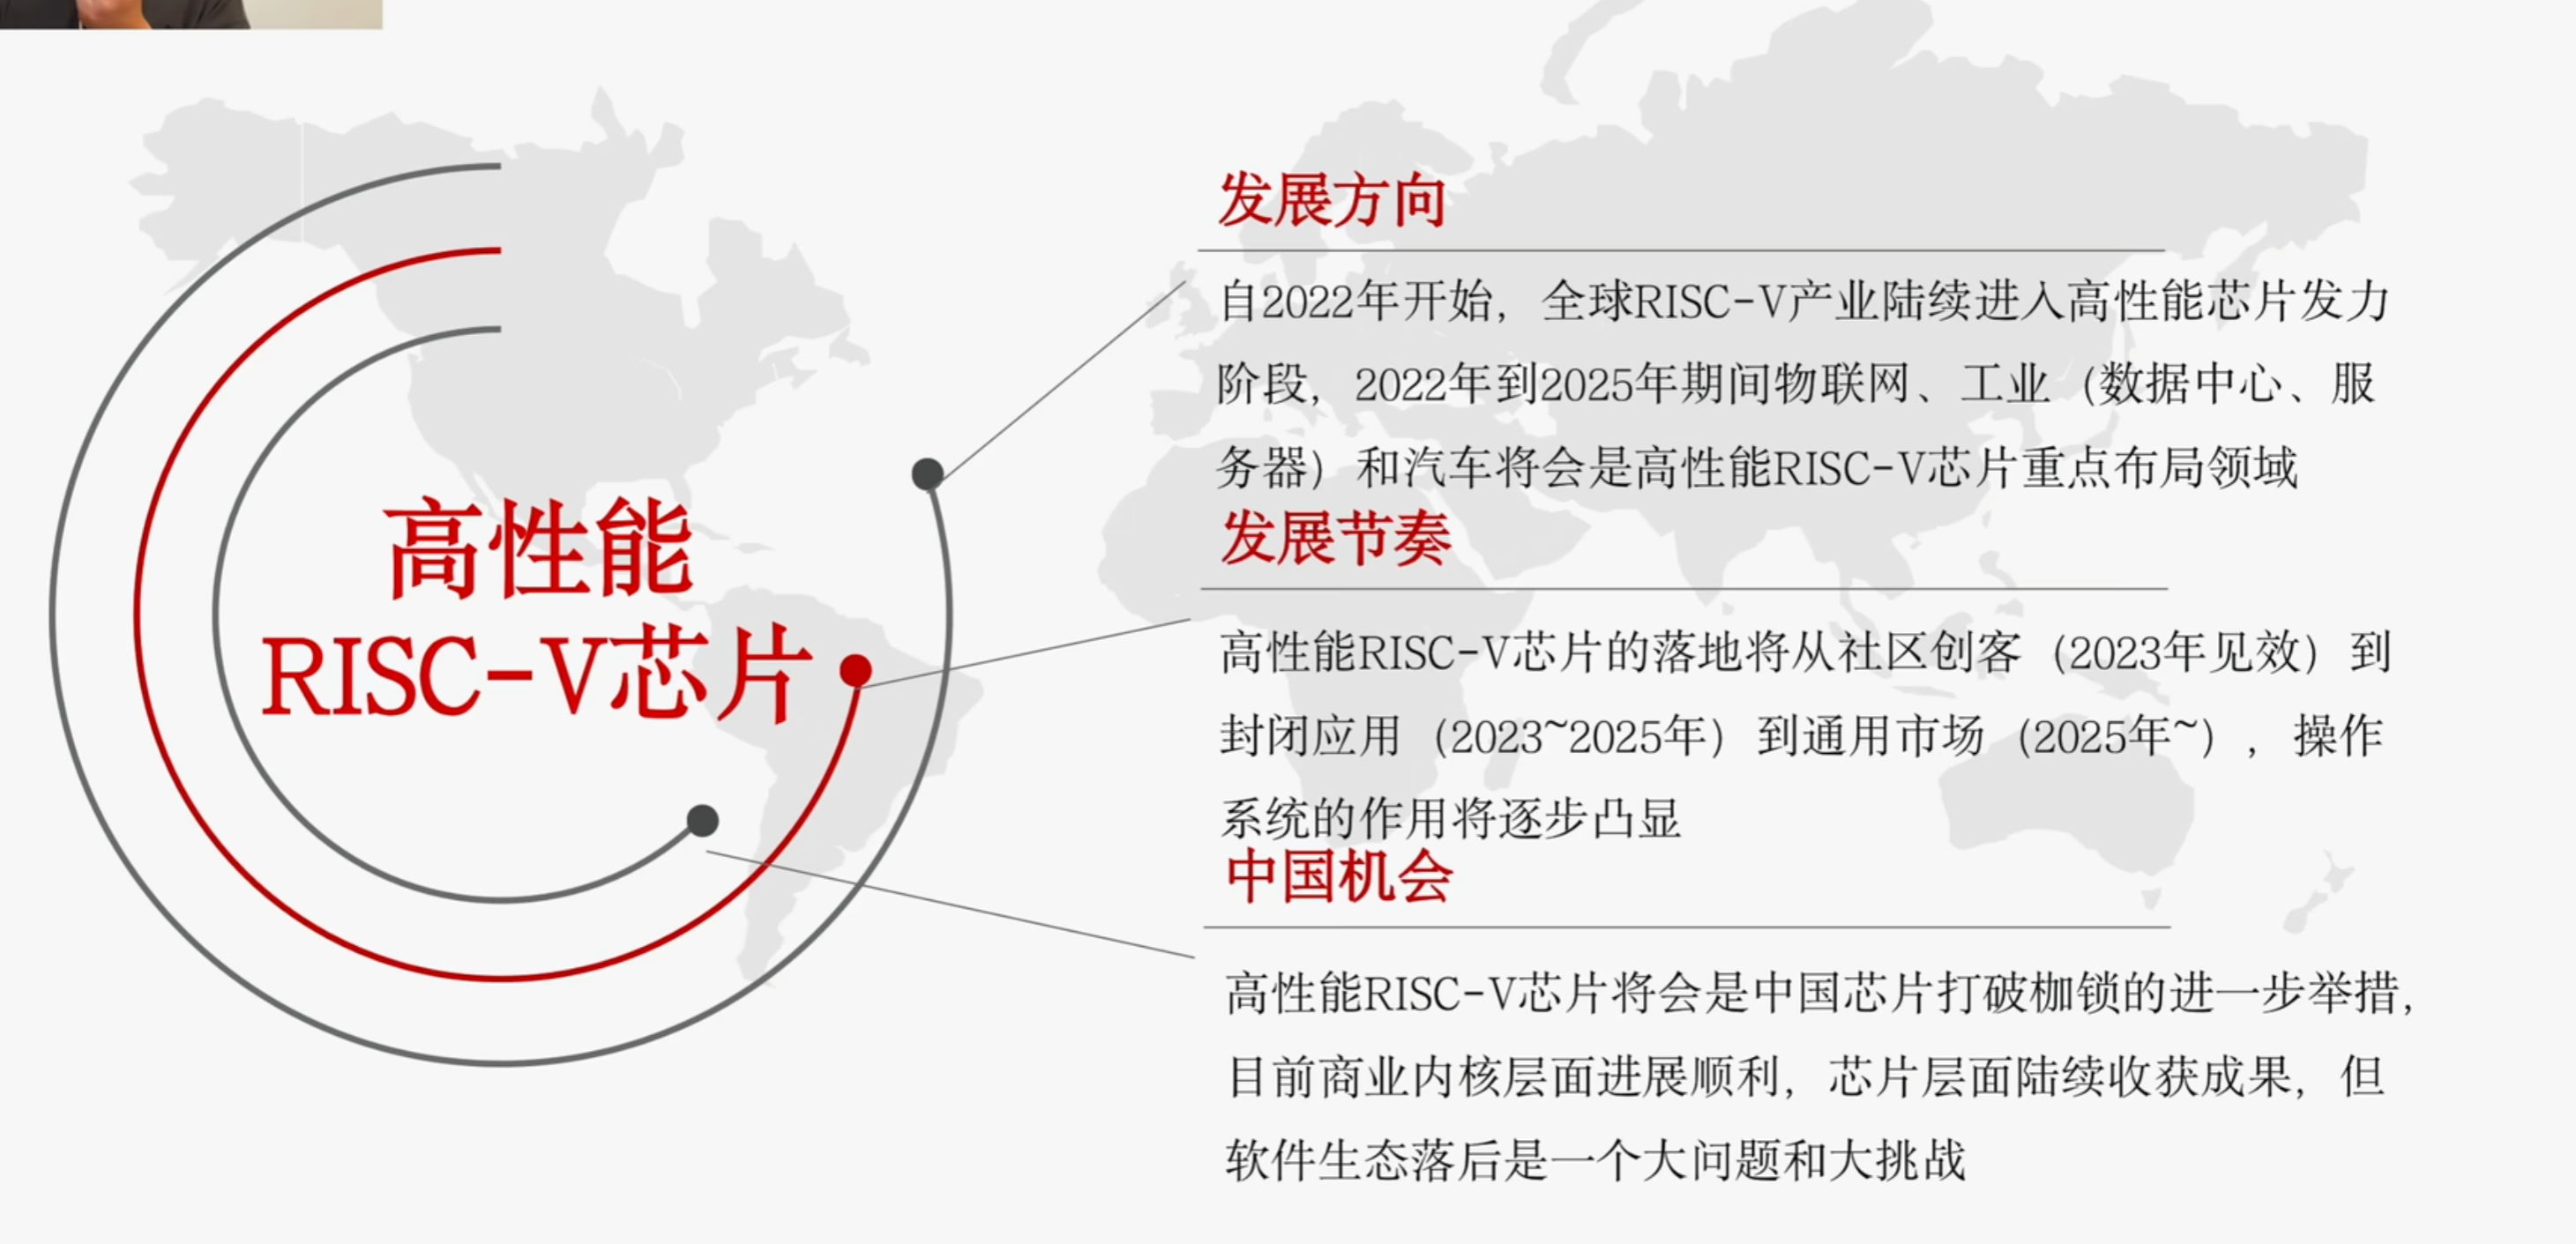 高性能
RISC-V芯片
发展方向
自2022年开始，全球RISC-V产业陆续进入高性能芯片发力
阶段，2022年到2025年期间物联网、工业（数据中心、服
务器）和汽车将会是高性能RISC-V芯片重点布局领域
发展节奏
高性能RISC-V芯片的落地将从社区创客（2023年见效）到
封闭应用（2023~2025年）到通用市场（2025年~），操作
系统的作用将逐步凸显
中国机会
高性能RISC-V芯片将会是中国芯片打破枷锁的进一步举措，
目前商业内核层面进展顺利，芯片层面陆续收获成果，但
软件生态落后是一个大问题和大挑战